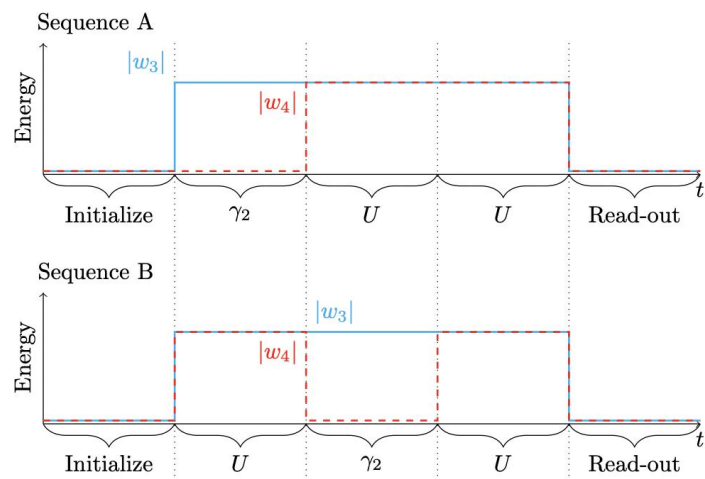 Sequence A
Energy
|w₃|
|w₄|
t
Initialize γ₂ U U Read-out
Sequence B
Energy
|w₃|
|w₄|
t
Initialize U γ₂ U Read-out